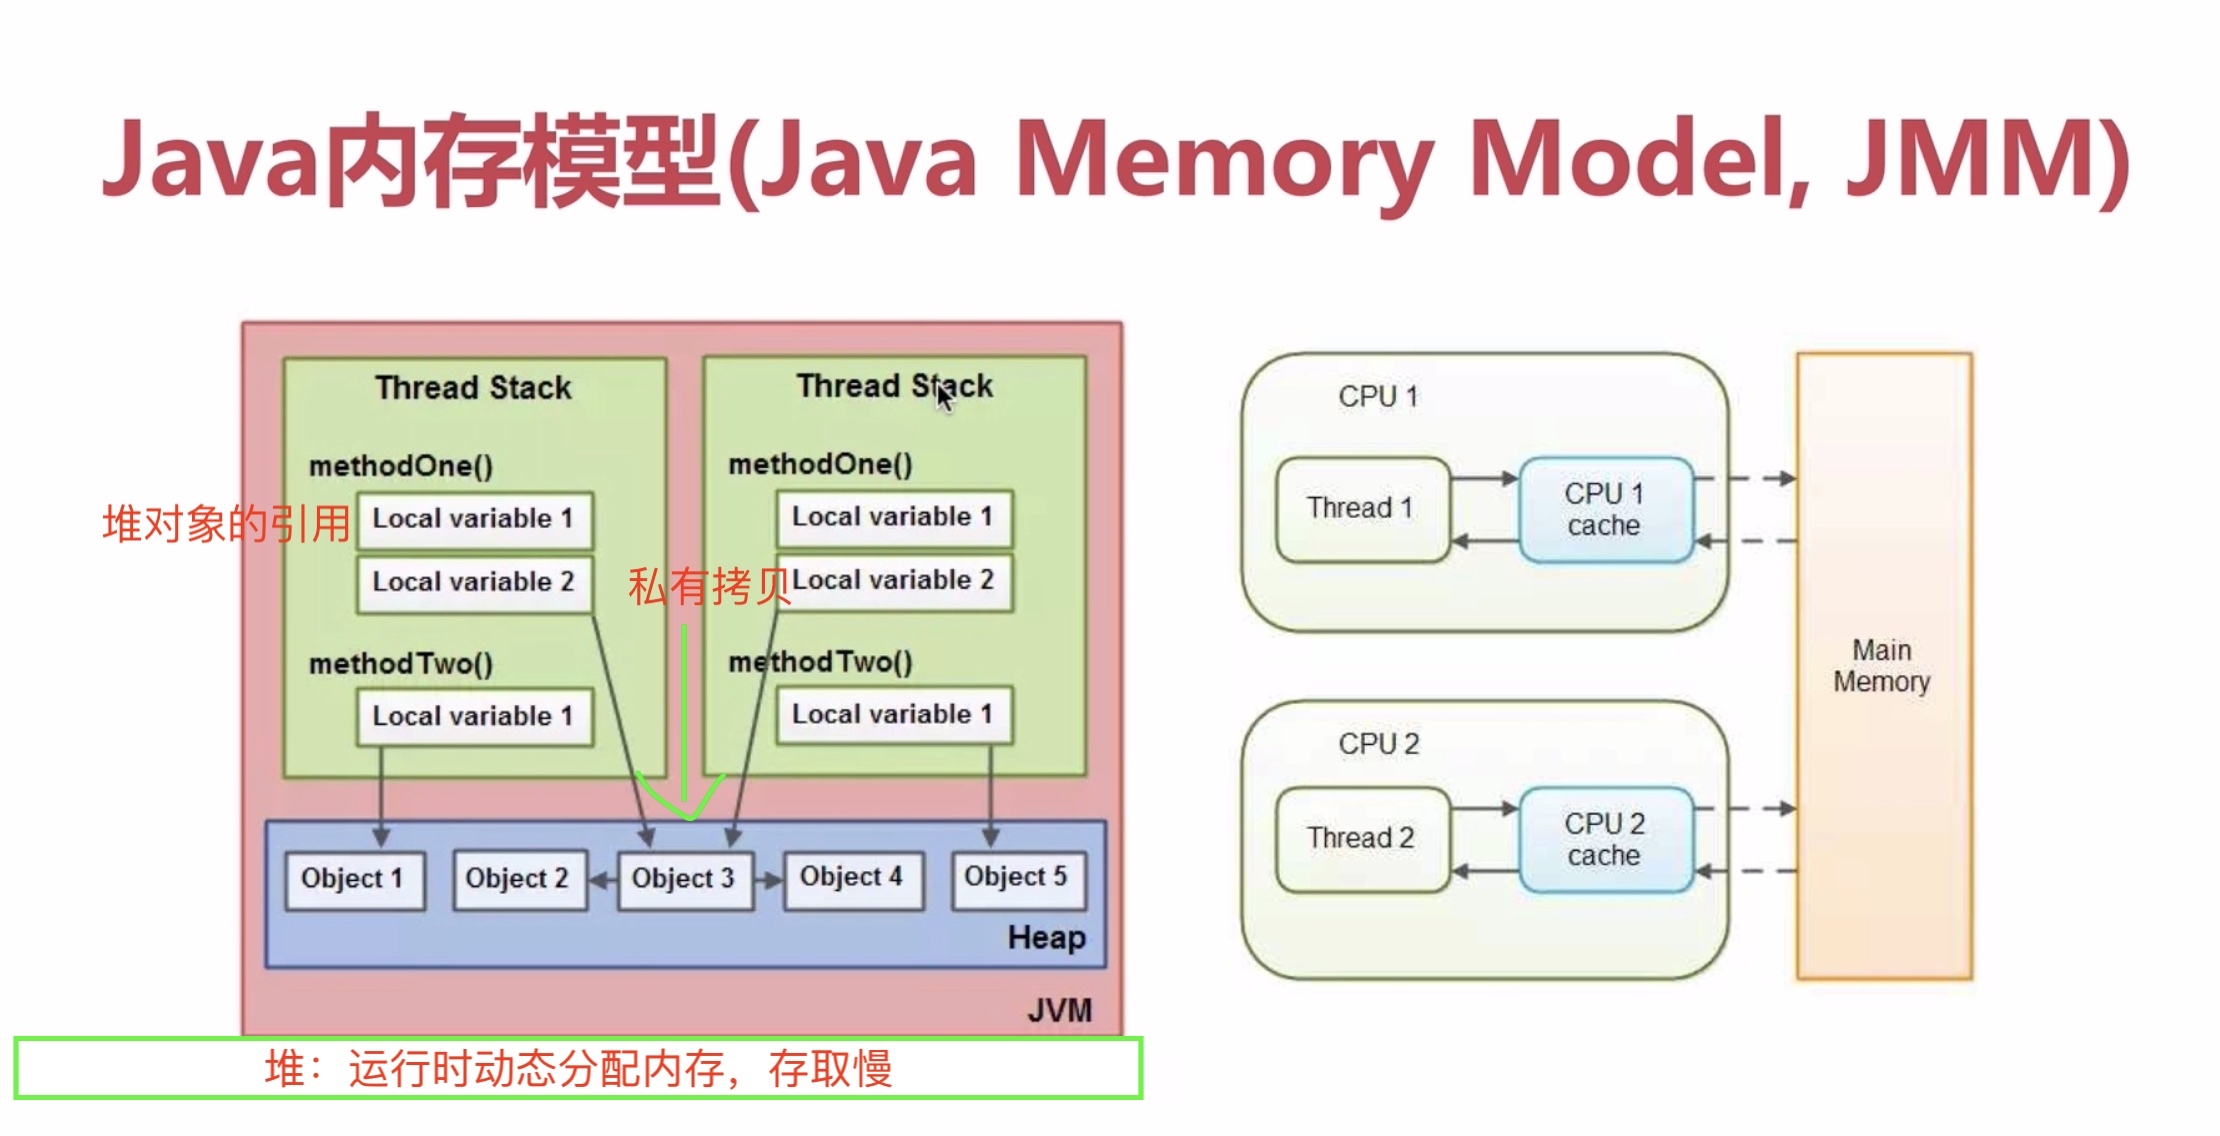 Java内存模型(Java Memory Model, JMM)
Thread Stack
methodOne()
堆对象的引用
Local variable 1
Local variable 2
methodTwo()
Local variable 1
私有拷贝
Thread Stack
methodOne()
Local variable 1
Local variable 2
methodTwo()
Local variable 1
Object 1
Object 2
Object 3
Object 4
Object 5
Heap
JVM
堆：运行时动态分配内存，存取慢
CPU 1
Thread 1
CPU 1
cache
CPU 2
Thread 2
CPU 2
cache
Main
Memory